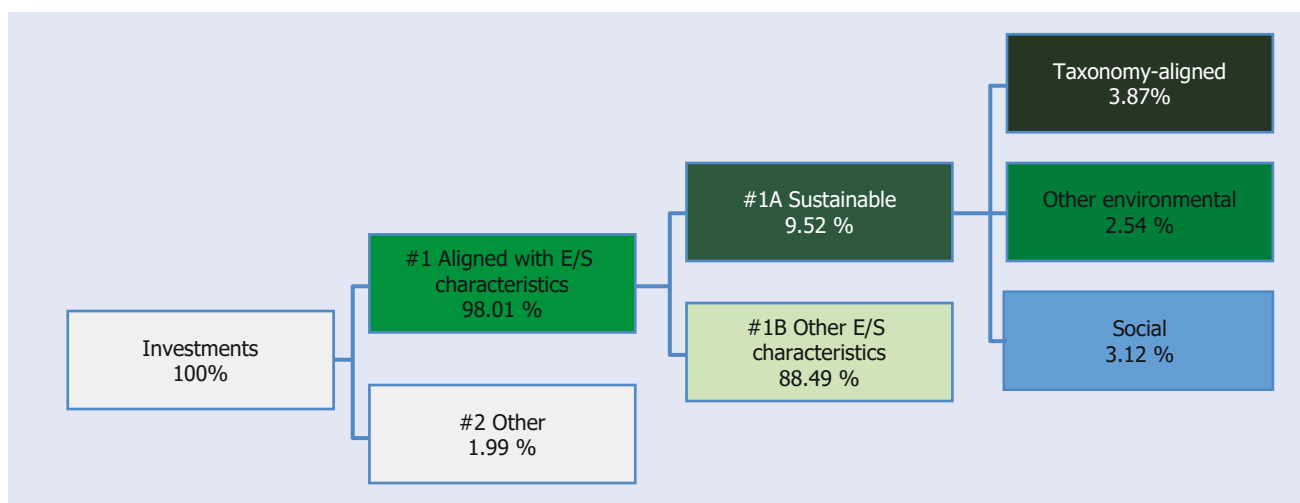 Investments
100%
#1 Aligned with E/S
characteristics
98.01 %
#2 Other
1.99 %
#1A Sustainable
9.52 %
#1B Other E/S
characteristics
88.49 %
Taxonomy-aligned
3.87%
Other environmental
2.54 %
Social
3.12 %